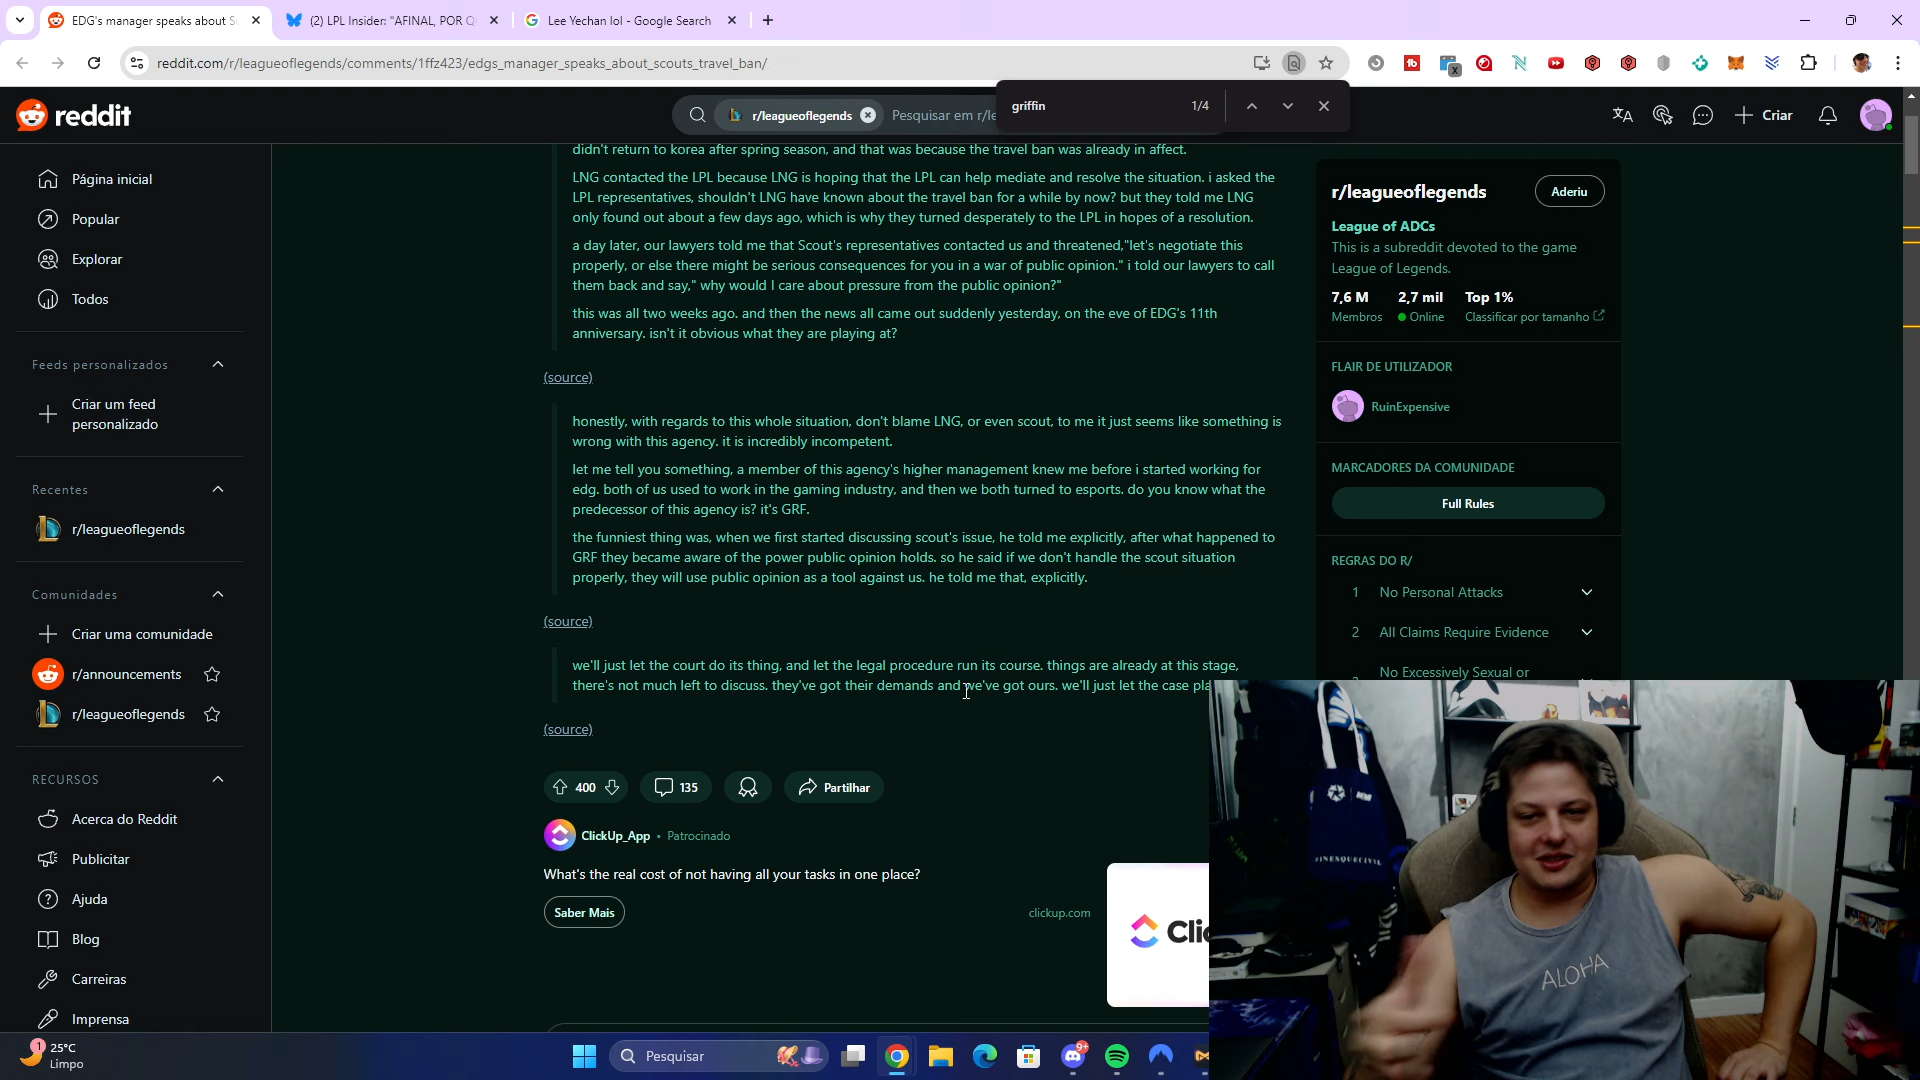 EDG's manager speaks about S
(2) LPL Insider: "AFINAL, POR Q
Lee Yechan lol - Google Search
reddit.com/r/leagueoflegends/comments/1ffz423/edgs_manager_speaks_about_scouts_travel_ban/
griffin
1/4
reddit
r/leagueoflegends
Pesquisar em r/le
Criar
Página inicial
Popular
Explorar
Todos
Feeds personalizados
Criar um feed
personalizado
Recentes
r/leagueoflegends
Comunidades
Criar uma comunidade
r/announcements
r/leagueoflegends
RECURSOS
Acerca do Reddit
Publicitar
Ajuda
Blog
Carreiras
Imprensa
didn't return to korea after spring season, and that was because the travel ban was already in affect.
LNG contacted the LPL because LNG is hoping that the LPL can help mediate and resolve the situation. i asked the
LPL representatives, shouldn't LNG have known about the travel ban for a while by now? but they told me LNG
only found out about a few days ago, which is why they turned desperately to the LPL in hopes of a resolution.
a day later, our lawyers told me that Scout's representatives contacted us and threatened,"let's negotiate this
properly, or else there might be serious consequences for you in a war of public opinion." i told our lawyers to call
them back and say," why would I care about pressure from the public opinion?"
this was all two weeks ago. and then the news all came out suddenly yesterday, on the eve of EDG's 11th
anniversary. isn't it obvious what they are playing at?
(source)
honestly, with regards to this whole situation, don't blame LNG, or even scout, to me it just seems like something is
wrong with this agency. it is incredibly incompetent.
let me tell you something, a member of this agency's higher management knew me before i started working for
edg. both of us used to work in the gaming industry, and then we both turned to esports. do you know what the
predecessor of this agency is? it's GRF.
the funniest thing was, when we first started discussing scout's issue, he told me explicitly, after what happened to
GRF they became aware of the power public opinion holds. so he said if we don't handle the scout situation
properly, they will use public opinion as a tool against us. he told me that, explicitly.
(source)
we'll just let the court do its thing, and let the legal procedure run its course. things are already at this stage,
there's not much left to discuss. they've got their demands and we've got ours. we'll just let the case pla
(source)
400
135
Partilhar
ClickUp_App • Patrocinado
What's the real cost of not having all your tasks in one place?
Saber Mais
clickup.com
Clic
r/leagueoflegends
Aderiu
League of ADCs
This is a subreddit devoted to the game
League of Legends.
7,6 M
2,7 mil
Top 1%
Membros
Online
Classificar por tamanho
FLAIR DE UTILIZADOR
RuinExpensive
MARCADORES DA COMUNIDADE
Full Rules
REGRAS DO R/
1 No Personal Attacks
2 All Claims Require Evidence
No Excessively Sexual or
ALOHA
25°C
Limpo
1
Pesquisar
9+